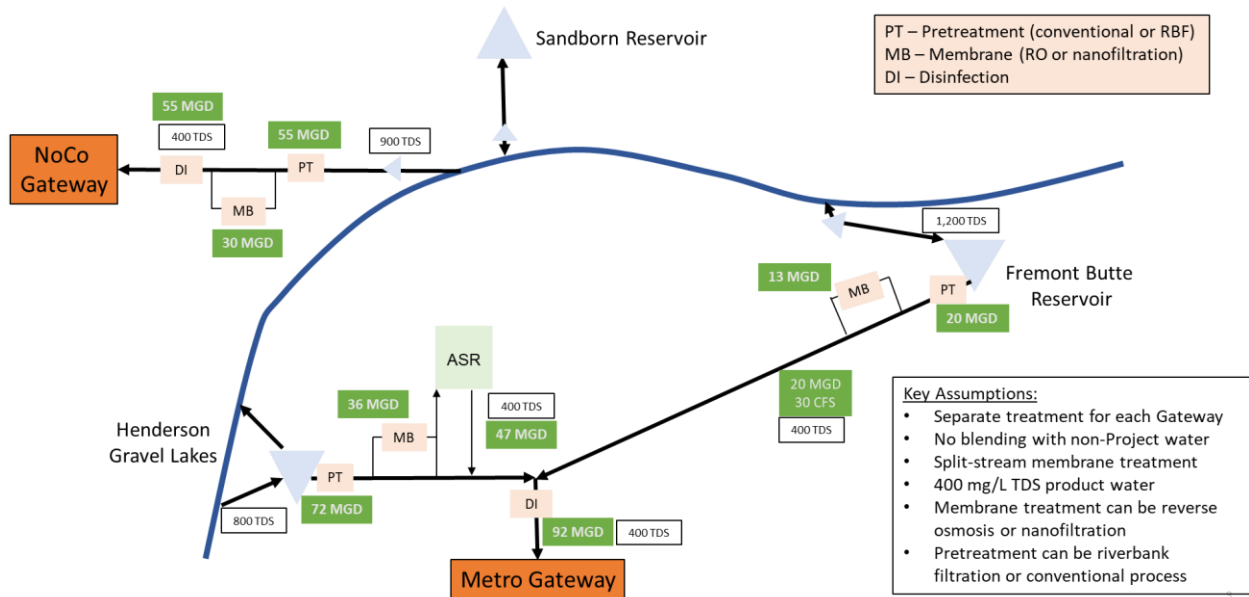 Sandborn Reservoir
PT – Pretreatment (conventional or RBF)
MB – Membrane (RO or nanofiltration)
DI – Disinfection
55 MGD
400 TDS
55 MGD
900 TDS
NoCo
Gateway
DI
PT
MB
30 MGD
1,200 TDS
Fremont Butte
Reservoir
13 MGD
MB
PT
20 MGD
ASR
20 MGD
30 CFS
400 TDS
36 MGD
400 TDS
47 MGD
MB
Henderson
Gravel Lakes
PT
72 MGD
800 TDS
DI
92 MGD
400 TDS
Metro Gateway
Key Assumptions:
• Separate treatment for each Gateway
• No blending with non-Project water
• Split-stream membrane treatment
• 400 mg/L TDS product water
• Membrane treatment can be reverse
osmosis or nanofiltration
• Pretreatment can be riverbank
filtration or conventional process